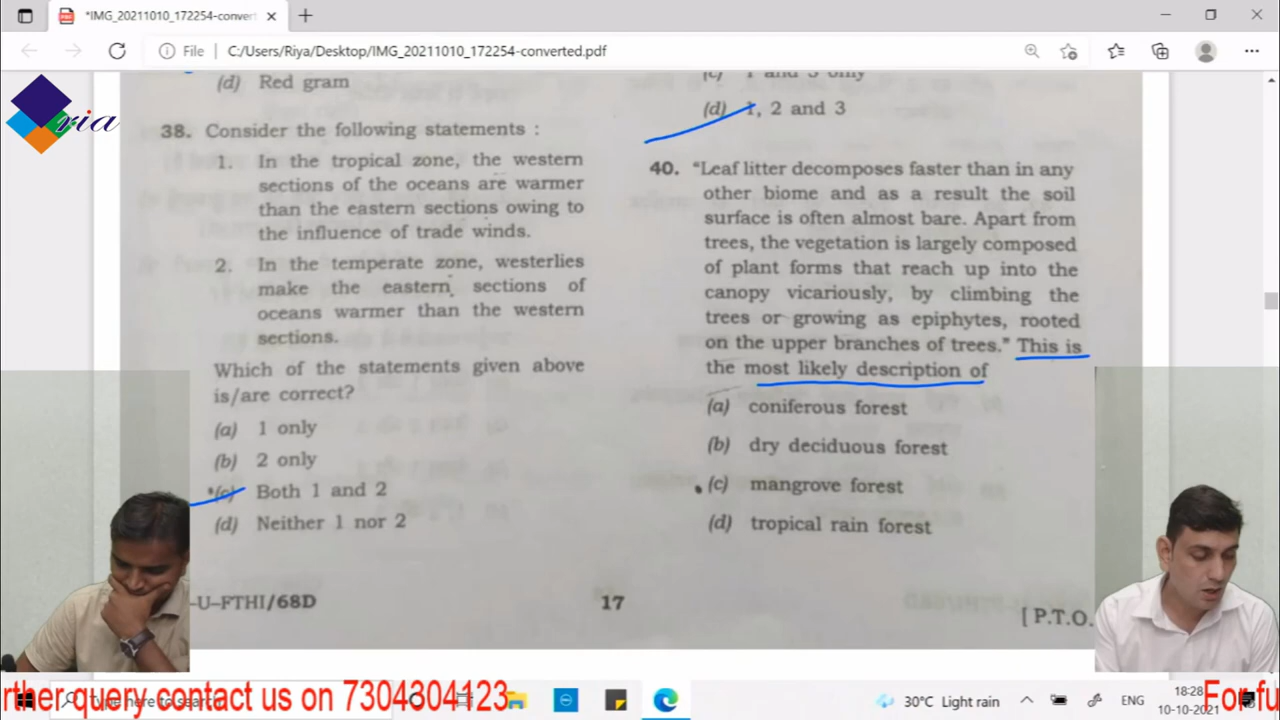 *IMG_20211010_172254-convert
File
C:/Users/Riya/Desktop/IMG_20211010_172254-converted.pdf
ria
(d) Red gram
38. Consider the following statements :
1. In the tropical zone, the western
sections of the oceans are warmer
than the eastern sections owing to
the influence of trade winds.
2. In the temperate zone, westerlies
make the eastern sections of
oceans warmer than the western
sections.
Which of the statements given above
is/are correct?
(a) 1 only
(b) 2 only
(c) Both 1 and 2
(d) Neither 1 nor 2
-U-FTHI/68D
17
(c) 1 and 3 only
(d) 1, 2 and 3
40. "Leaf litter decomposes faster than in any
other biome and as a result the soil
surface is often almost bare. Apart from
trees, the vegetation is largely composed
of plant forms that reach up into the
canopy vicariously, by climbing the
trees or growing as epiphytes, rooted
on the upper branches of trees." This is
the most likely description of
(a) coniferous forest
(b) dry deciduous forest
(c) mangrove forest
(d) tropical rain forest
[ P.T.O.
rther query contact us on 7304304123
For fu
30°C Light rain
ENG
18:28
10-10-2021